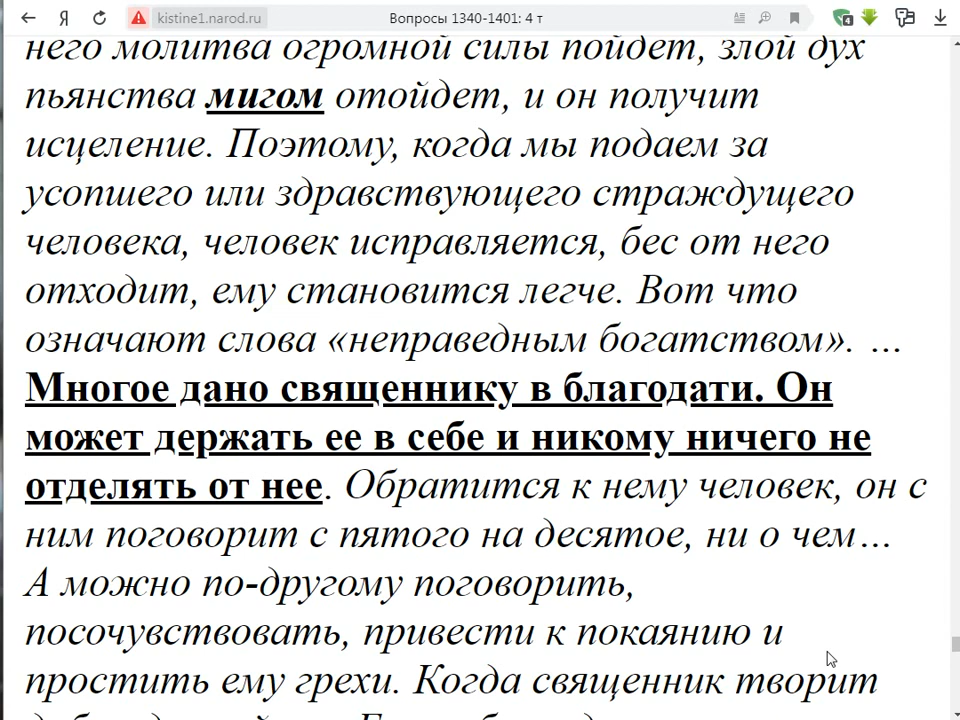 Я kistine1.narod.ru Вопросы 1340-1401: 4 т 4
него молитва огромной силы пойдет, злой дух
пьянства мигом отойдет, и он получит
исцеление. Поэтому, когда мы подаем за
усопшего или здравствующего страждущего
человека, человек исправляется, бес от него
отходит, ему становится легче. Вот что
означают слова «неправедным богатством». …
Многое дано священнику в благодати. Он
может держать ее в себе и никому ничего не
отделять от нее. Обратится к нему человек, он с
ним поговорит с пятого на десятое, ни о чем…
А можно по-другому поговорить,
посочувствовать, привести к покаянию и
простить ему грехи. Когда священник творит